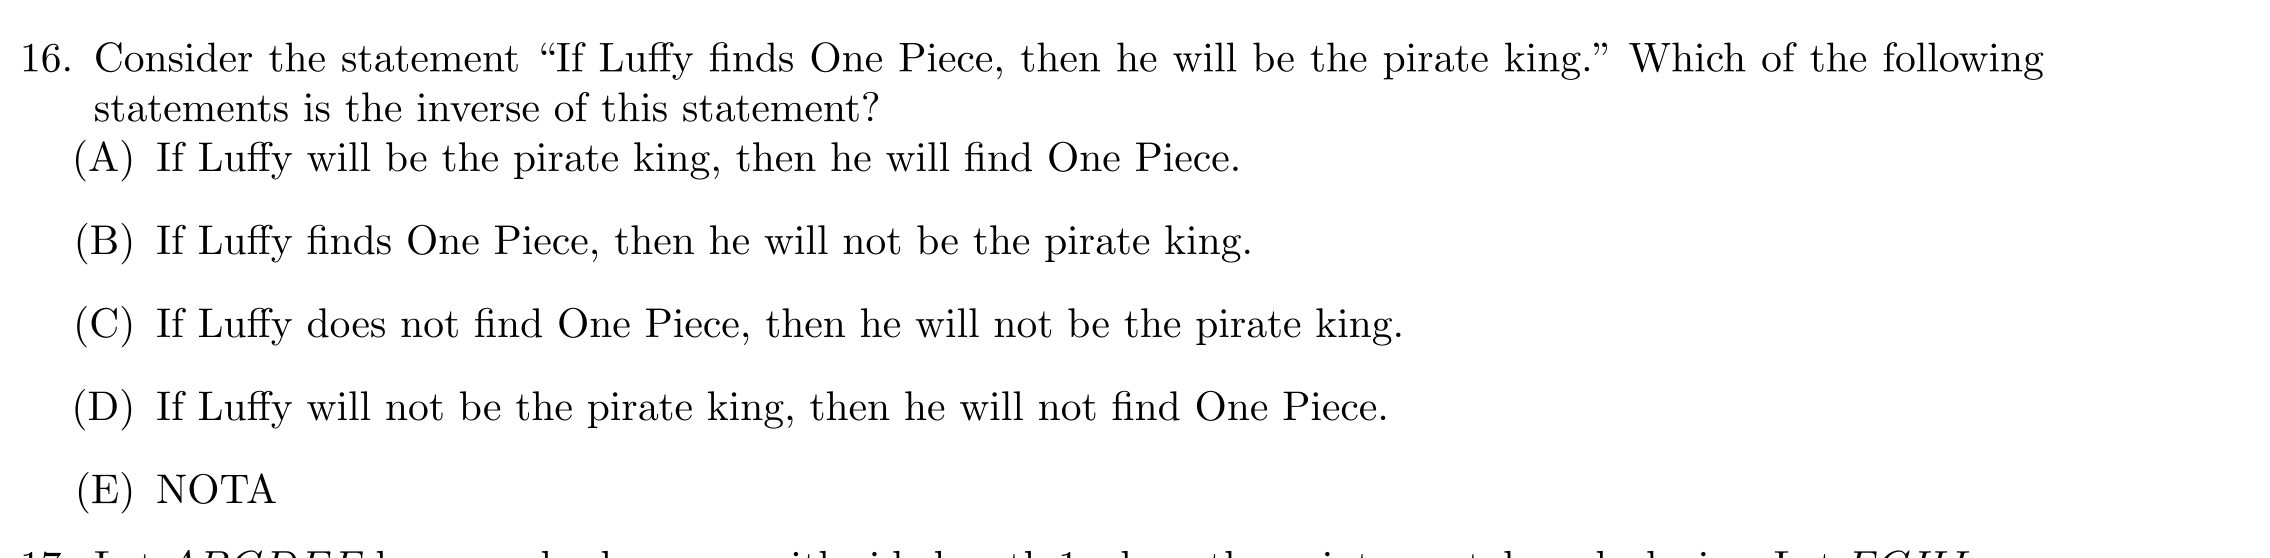 16. Consider the statement “If Luffy finds One Piece, then he will be the pirate king.” Which of the following
statements is the inverse of this statement?
(A) If Luffy will be the pirate king, then he will find One Piece.
(B) If Luffy finds One Piece, then he will not be the pirate king.
(C) If Luffy does not find One Piece, then he will not be the pirate king.
(D) If Luffy will not be the pirate king, then he will not find One Piece.
(E) NOTA